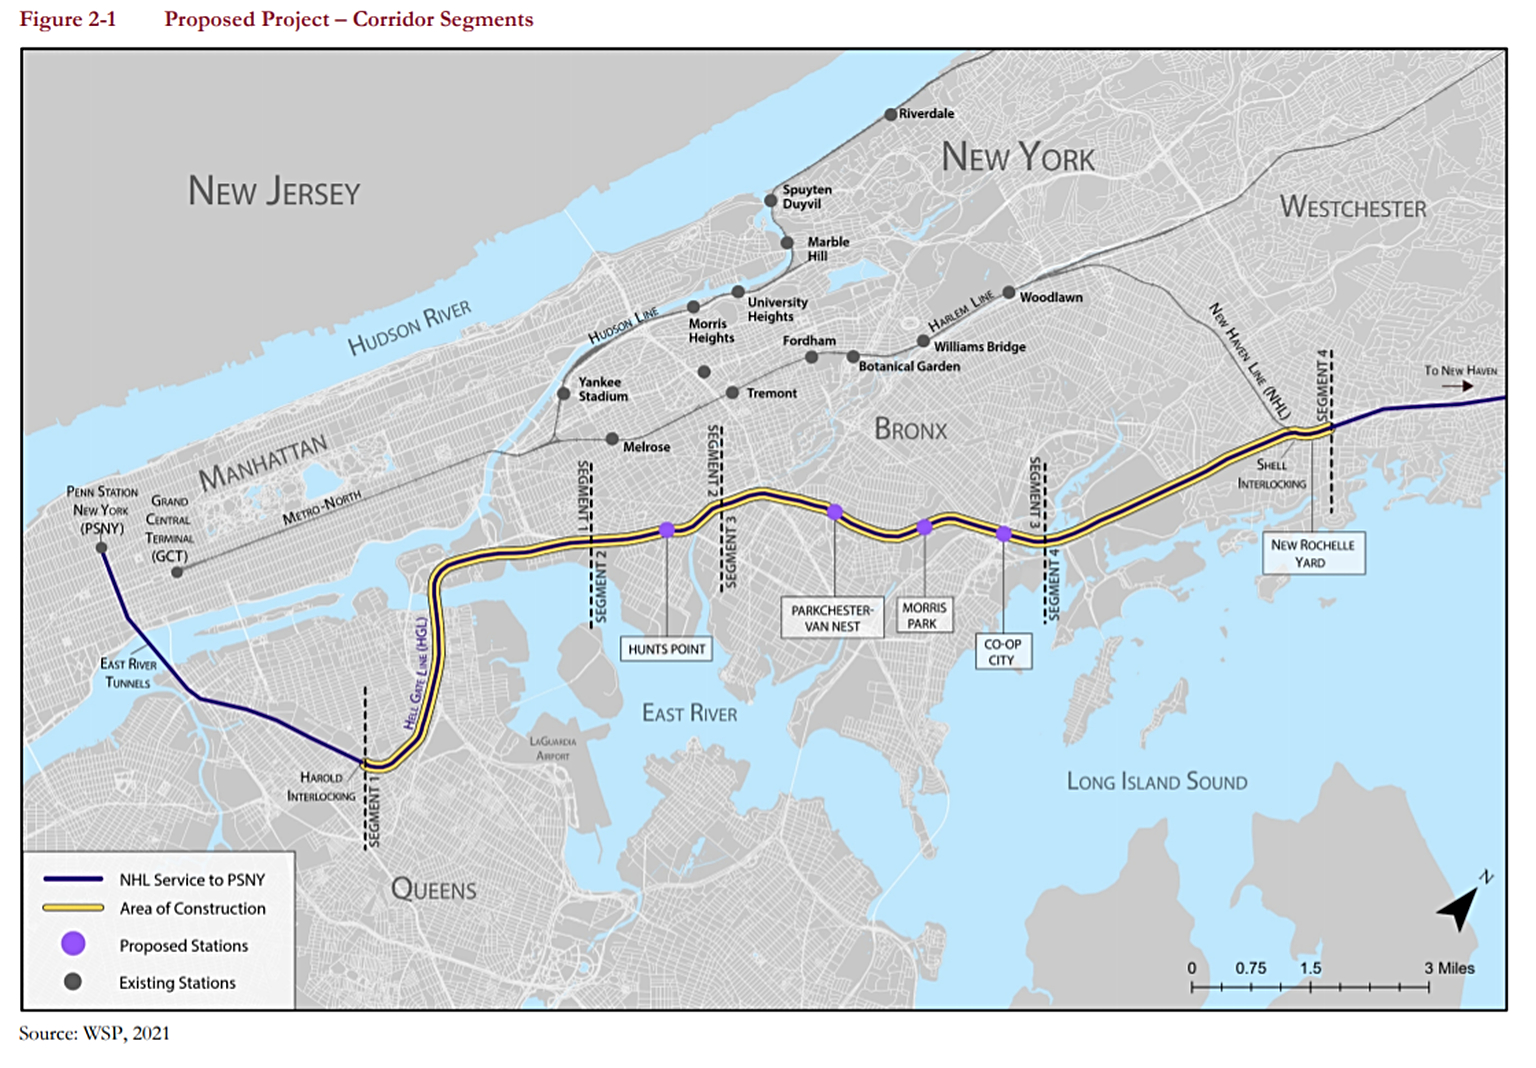 Figure 2-1 Proposed Project – Corridor Segments
Riverdale
NEW YORK
NEW JERSEY
Spuyten
Duyvil
WESTCHESTER
Marble
Hill
HUDSON RIVER
HUDSON LINE
University
Heights
Morris
Heights
HARLEM LINE
Woodlawn
Fordham
Williams Bridge
Botanical Garden
NEW HAVEN LINE (NHL)
Yankee
Stadium
Tremont
SEGMENT 4
TO NEW HAVEN
BRONX
Melrose
MANHATTAN
METRO-NORTH
PENN STATION
NEW YORK
(PSNY)
GRAND
CENTRAL
TERMINAL
(GCT)
SEGMENT 1
SEGMENT 2
SEGMENT 2
SEGMENT 3
SEGMENT 3
SEGMENT 4
SHELL
INTERLOCKING
NEW ROCHELLE
YARD
HUNTS POINT
PARKCHESTER-
VAN NEST
MORRIS
PARK
CO-OP
CITY
EAST RIVER
TUNNELS
HELL GATE LINE (HGL)
EAST RIVER
LAGUARDIA
AIRPORT
HAROLD
INTERLOCKING
SEGMENT 1
LONG ISLAND SOUND
QUEENS
NHL Service to PSNY
Area of Construction
Proposed Stations
Existing Stations
N
0 0.75 1.5 3 Miles
Source: WSP, 2021